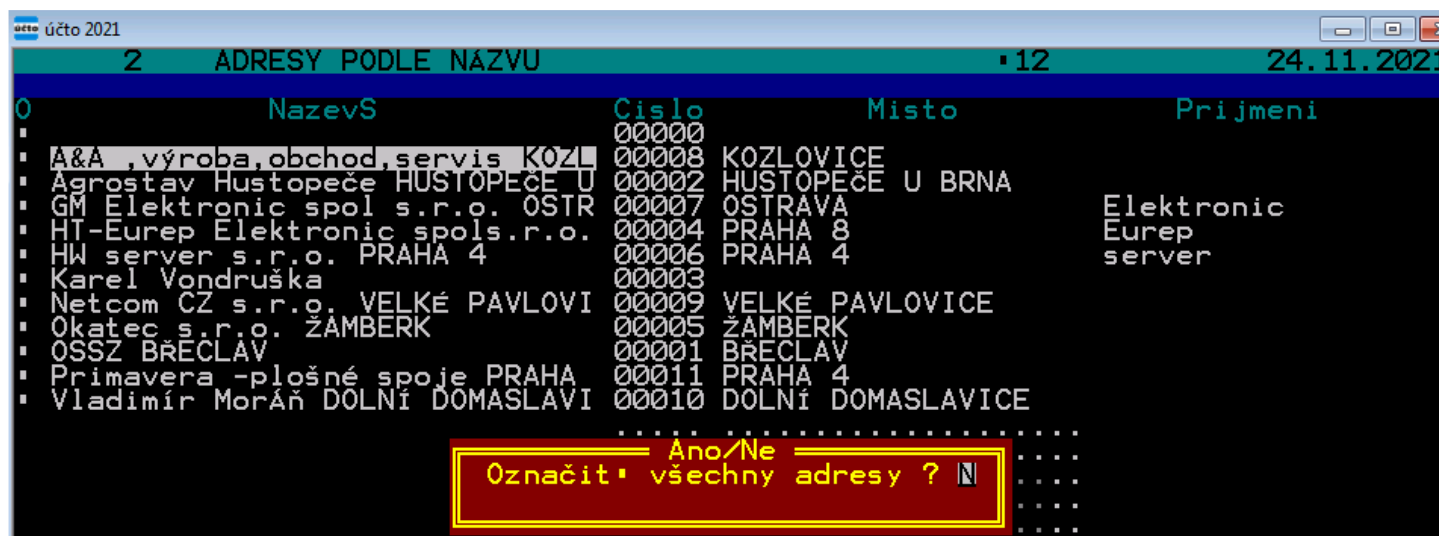 účto účto 2021
2 ADRESY PODLE NÁZVU ▪12 24.11.2021
O NazevS Cislo Misto Prijmeni
▪ 00000
▪ A&A ,výroba,obchod,servis KOZL 00008 KOZLOVICE
▪ Agrostav Hustopeče HUSTOPEčE U 00002 HUSTOPEčE U BRNA
▪ GM Elektronic spol s.r.o. OSTR 00007 OSTRAVA Elektronic
▪ HT-Eurep Elektronic spols.r.o. 00004 PRAHA 8 Eurep
▪ HW server s.r.o. PRAHA 4 00006 PRAHA 4 server
▪ Karel Vondruška 00003
▪ Netcom CZ s.r.o. VELKé PAVLOVI 00009 VELKé PAVLOVICE
▪ Okatec s.r.o. žAMBERK 00005 žAMBERK
▪ OSSZ BřECLAV 00001 BřECLAV
▪ Primavera -plošné spoje PRAHA 00011 PRAHA 4
▪ Vladimír MorÁň DOLNí DOMASLAVI 00010 DOLNí DOMASLAVICE
Ano/Ne
Označit▪ všechny adresy ? N